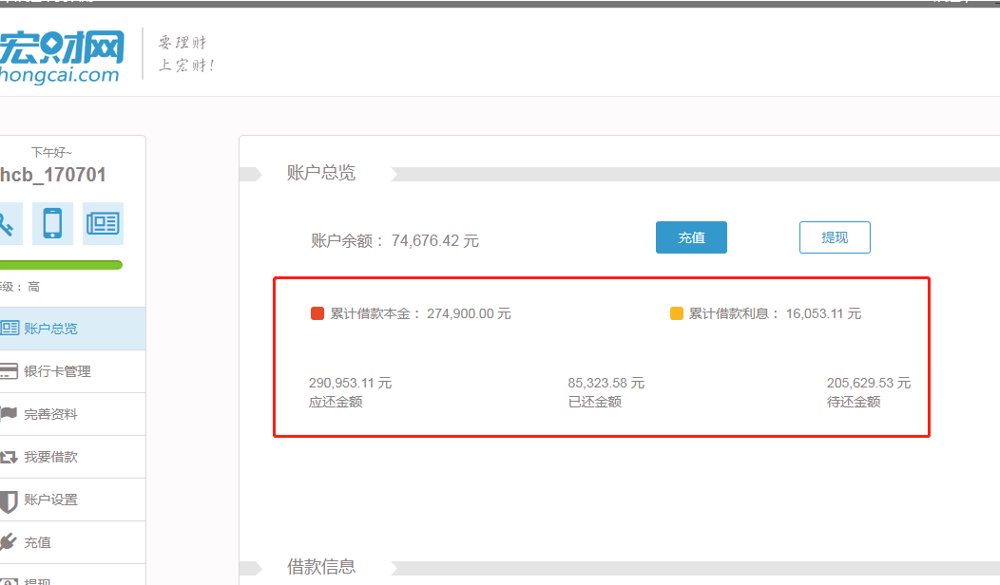 宏财网
hongcai.com
要理财
上宏财!
下午好~
hcb_170701
级： 高
账户总览
银行卡管理
完善资料
我要借款
账户设置
充值
提现
账户总览
账户余额： 74,676.42 元
充值
提现
累计借款本金： 274,900.00 元
累计借款利息： 16,053.11 元
290,953.11 元
应还金额
85,323.58 元
已还金额
205,629.53 元
待还金额
借款信息